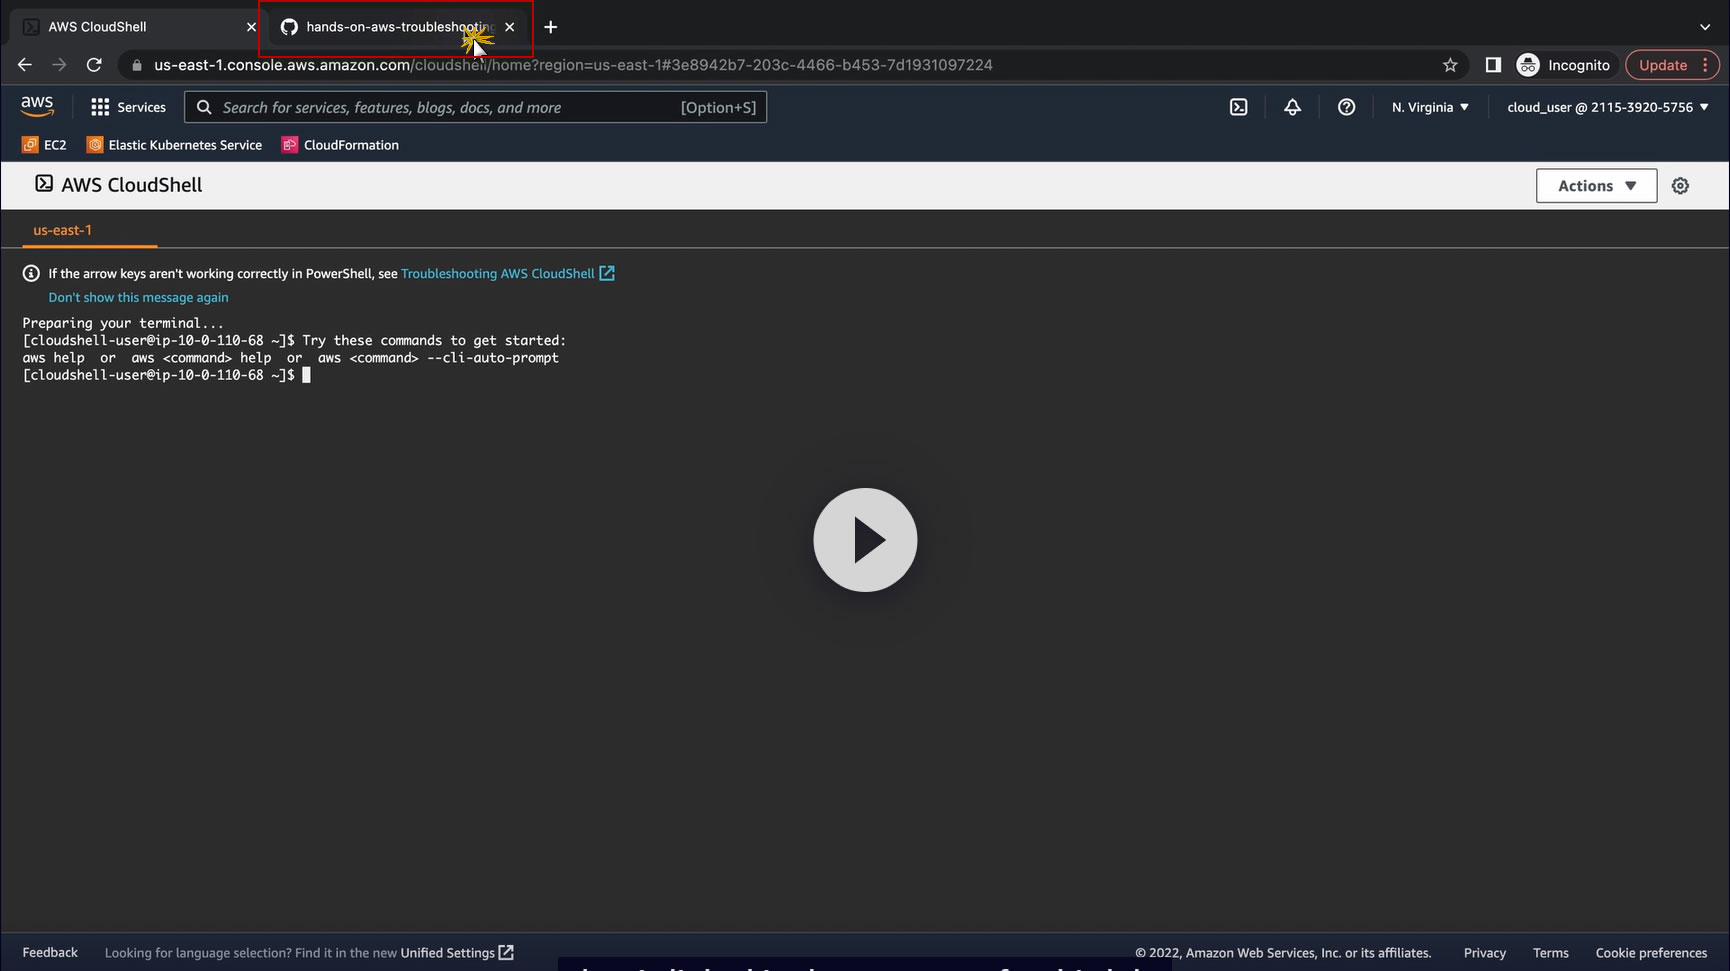 AWS CloudShell
hands-on-aws-troubleshooting
us-east-1.console.aws.amazon.com/cloudshell/home?region=us-east-1#3e8942b7-203c-4466-b453-7d1931097224
Incognito
Update
aws
Services
Search for services, features, blogs, docs, and more
[Option+S]
N. Virginia
cloud_user @ 2115-3920-5756
EC2
Elastic Kubernetes Service
CloudFormation
AWS CloudShell
Actions
us-east-1
If the arrow keys aren't working correctly in PowerShell, see Troubleshooting AWS CloudShell
Don't show this message again
Preparing your terminal...
[cloudshell-user@ip-10-0-110-68 ~]$ Try these commands to get started:
aws help or aws <command> help or aws <command> --cli-auto-prompt
[cloudshell-user@ip-10-0-110-68 ~]$
Feedback
Looking for language selection? Find it in the new Unified Settings
© 2022, Amazon Web Services, Inc. or its affiliates.
Privacy
Terms
Cookie preferences